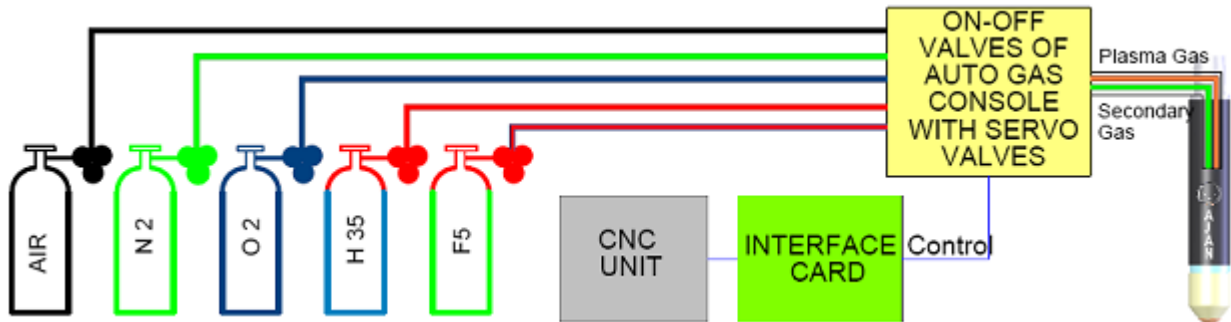 ON-OFF
VALVES OF
AUTO GAS
CONSOLE
WITH SERVO
VALVES
Plasma Gas
Secondary
Gas
AIR
N 2
O 2
H 35
F5
CNC
UNIT
INTERFACE
CARD
Control
AJAN